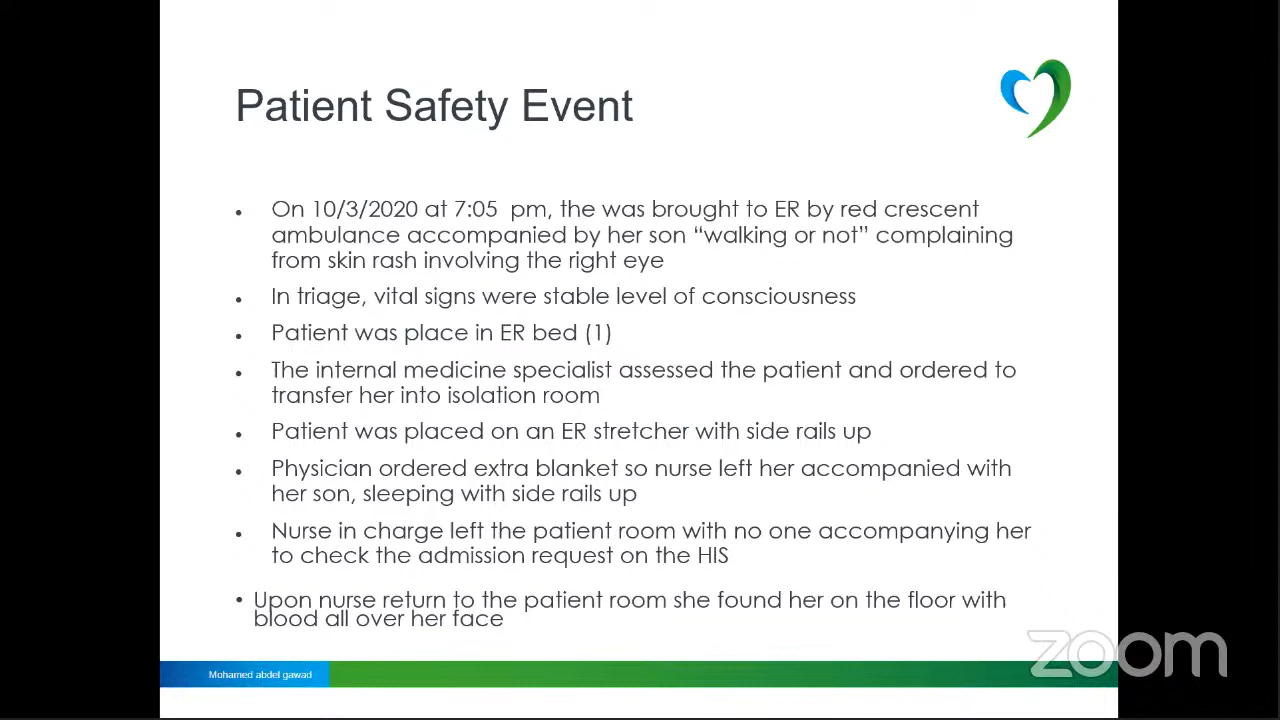 Patient Safety Event
• On 10/3/2020 at 7:05 pm, the was brought to ER by red crescent
ambulance accompanied by her son “walking or not” complaining
from skin rash involving the right eye
• In triage, vital signs were stable level of consciousness
• Patient was place in ER bed (1)
• The internal medicine specialist assessed the patient and ordered to
transfer her into isolation room
• Patient was placed on an ER stretcher with side rails up
• Physician ordered extra blanket so nurse left her accompanied with
her son, sleeping with side rails up
• Nurse in charge left the patient room with no one accompanying her
to check the admission request on the HIS
• Upon nurse return to the patient room she found her on the floor with
blood all over her face
zoom
Mohamed abdel gawad